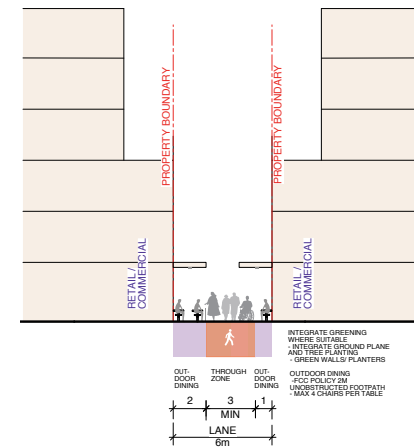 PROPERTY BOUNDARY
PROPERTY BOUNDARY
RETAIL /
COMMERCIAL
RETAIL /
COMMERCIAL
INTEGRATE GREENING
WHERE SUITABLE
- INTEGRATE GROUND PLANE
AND TREE PLANTING
- GREEN WALLS/ PLANTERS
OUTDOOR DINING
-FCC POLICY 2M
UNOBSTRUCTED FOOTPATH
- MAX 4 CHAIRS PER TABLE
OUT-
DOOR
DINING
THROUGH
ZONE
OUT-
DOOR
DINING
2
3
1
MIN
LANE
6m